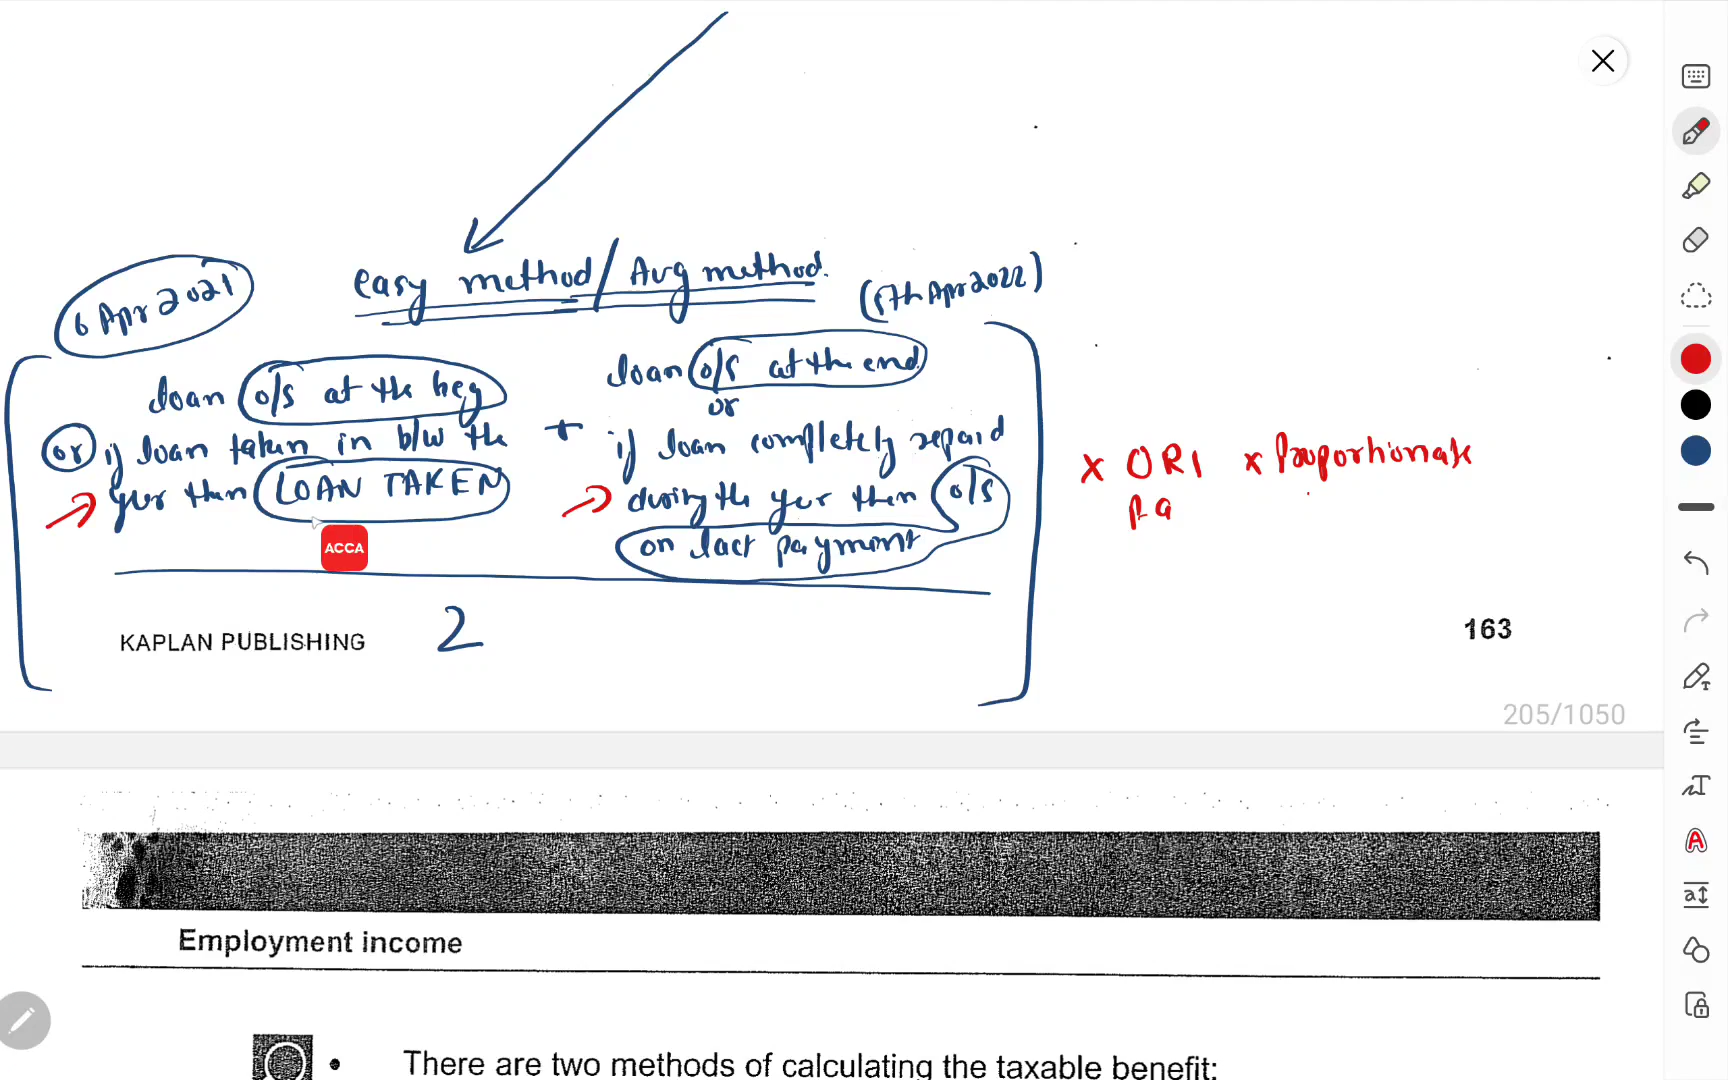 easy method / Avg method.
6 Apr 2021
(5th Apr 2022)
loan o/s at the beg
or if loan taken in b/w the
yer then LOAN TAKEN
+
loan o/s at the end
or
if loan completely repaid
during the yer then o/s
on last payment
2
x ORI x Proportionate
ACCA
KAPLAN PUBLISHING
163
205/1050
Employment income
• There are two methods of calculating the taxable benefit: